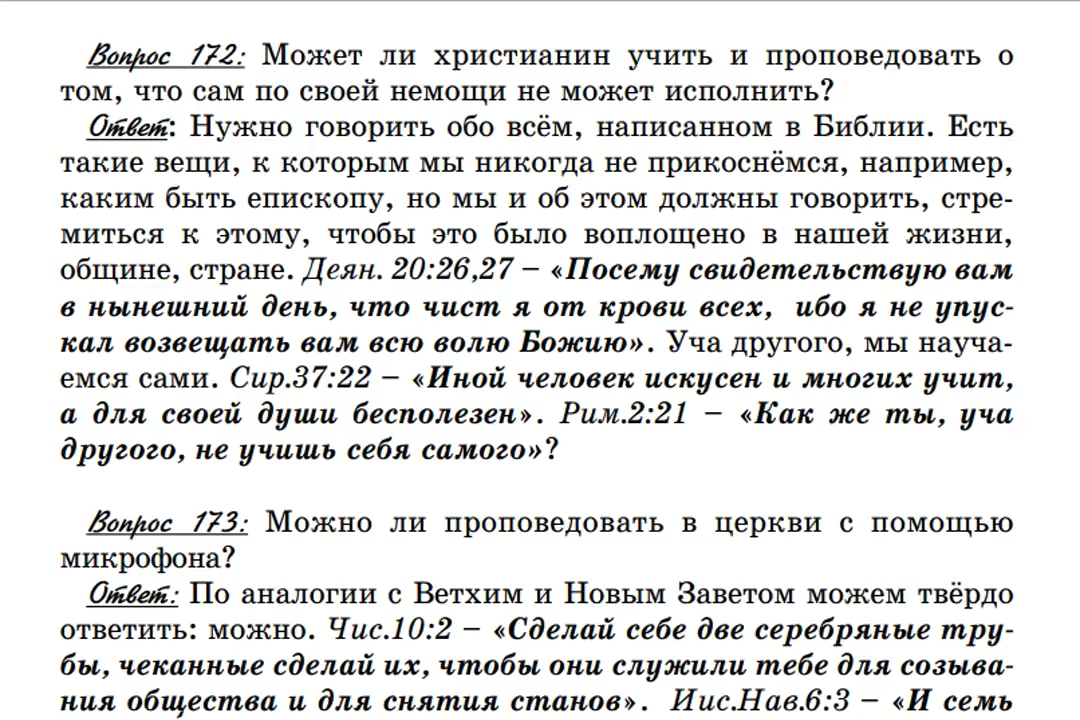 Вопрос 172: Может ли христианин учить и проповедовать о
том, что сам по своей немощи не может исполнить?
Ответ: Нужно говорить обо всём, написанном в Библии. Есть
такие вещи, к которым мы никогда не прикоснёмся, например,
каким быть епископу, но мы и об этом должны говорить, стре-
миться к этому, чтобы это было воплощено в нашей жизни,
общине, стране. Деян. 20:26,27 – «Посему свидетельствую вам
в нынешний день, что чист я от крови всех, ибо я не упус-
кал возвещать вам всю волю Божию». Уча другого, мы науча-
емся сами. Сир.37:22 – «Иной человек искусен и многих учит,
а для своей души бесполезен». Рим.2:21 – «Как же ты, уча
другого, не учишь себя самого»?
Вопрос 173: Можно ли проповедовать в церкви с помощью
микрофона?
Ответ: По аналогии с Ветхим и Новым Заветом можем твёрдо
ответить: можно. Чис.10:2 – «Сделай себе две серебряные тру-
бы, чеканные сделай их, чтобы они служили тебе для созыва-
ния общества и для снятия станов». Иис.Нав.6:3 – «И семь